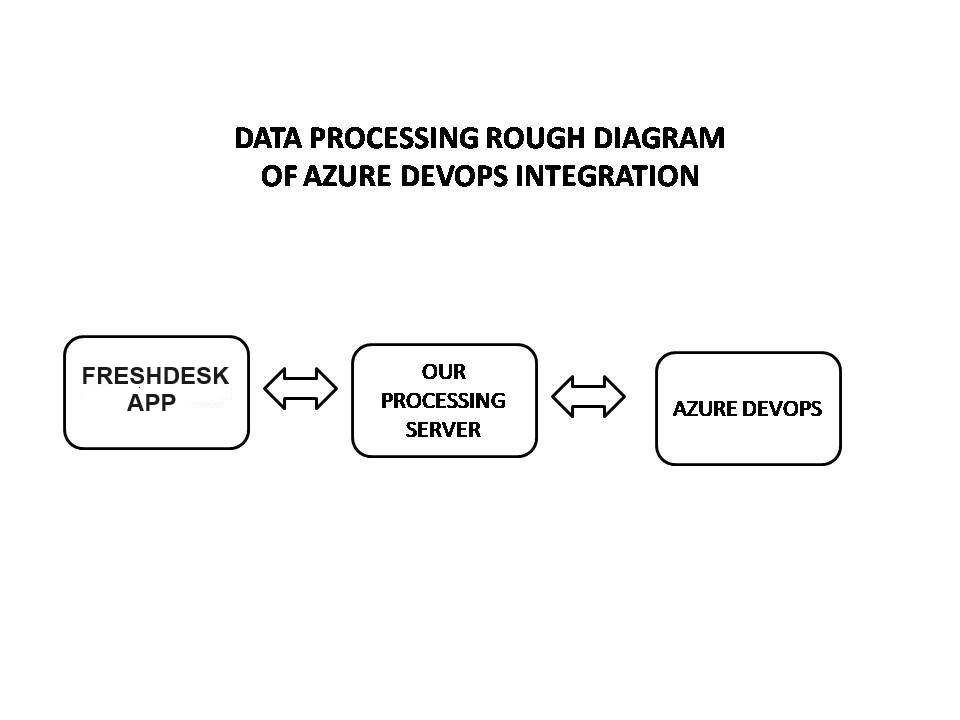 DATA PROCESSING ROUGH DIAGRAM
OF AZURE DEVOPS INTEGRATION
FRESHDESK
APP
OUR
PROCESSING
SERVER
AZURE DEVOPS